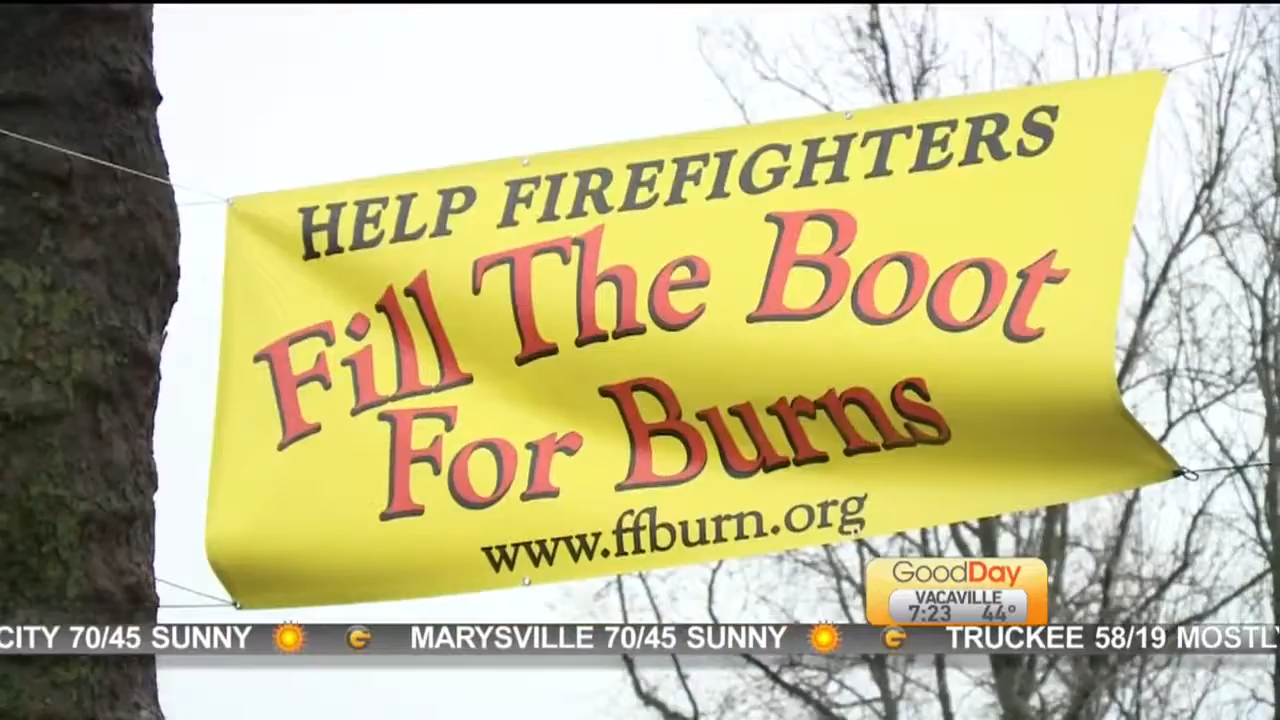 HELP FIREFIGHTERS
Fill The Boot
For Burns
www.ffburn.org
GoodDay
VACAVILLE
7:23 44°
CITY 70/45 SUNNY MARYSVILLE 70/45 SUNNY TRUCKEE 58/19 MOSTL